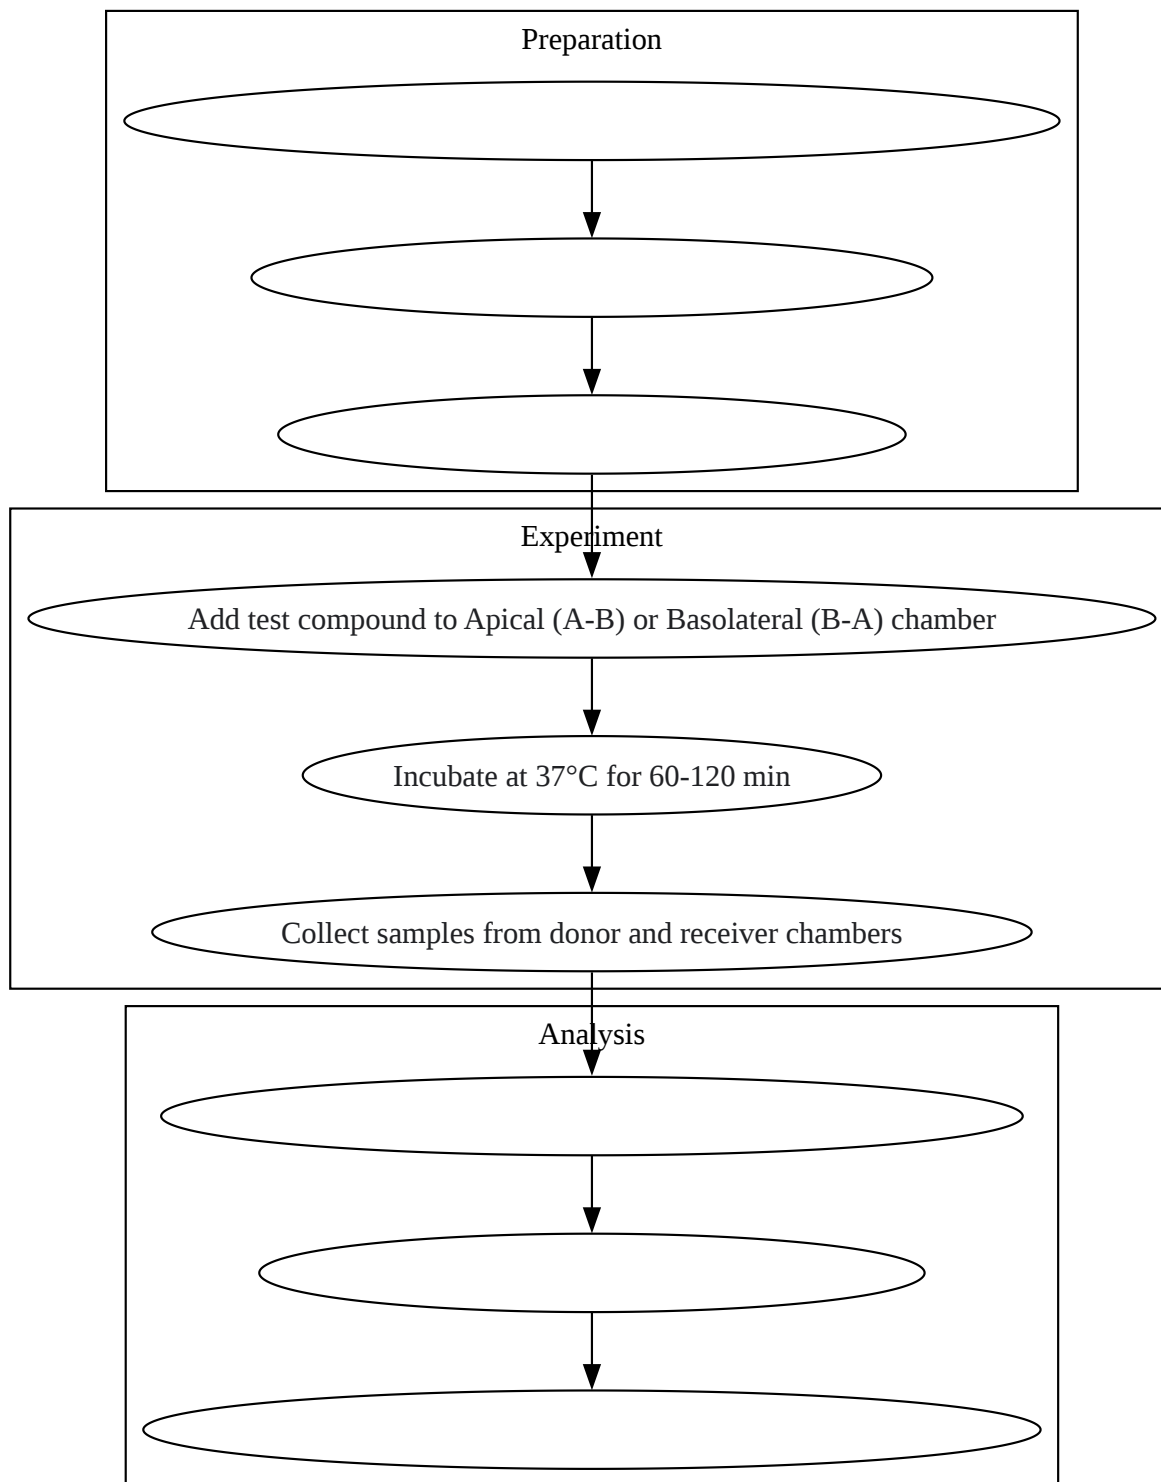 Preparation
Experiment
Add test compound to Apical (A-B) or Basolateral (B-A) chamber
Incubate at 37°C for 60-120 min
Collect samples from donor and receiver chambers
Analysis